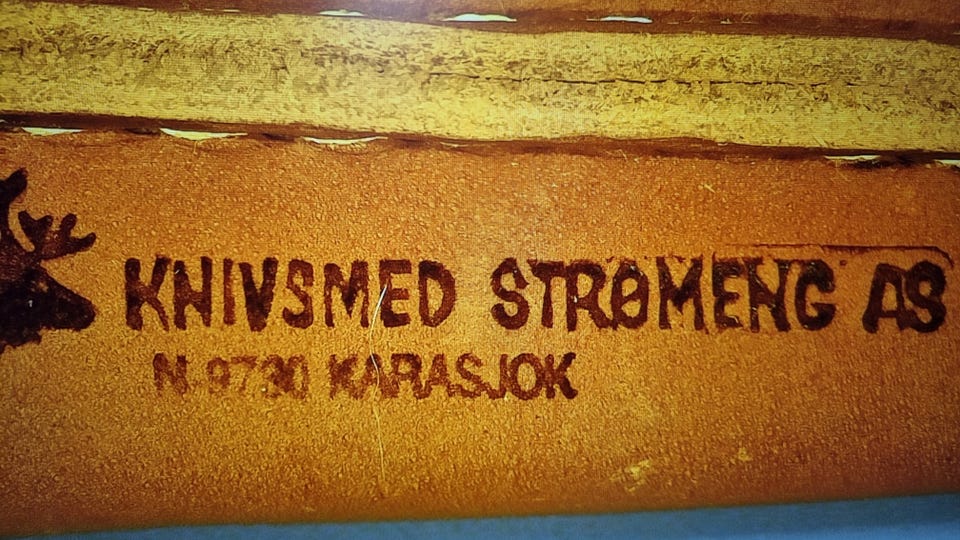 KNIVSMED STRØMENG AS
N-9730 KARASJOK